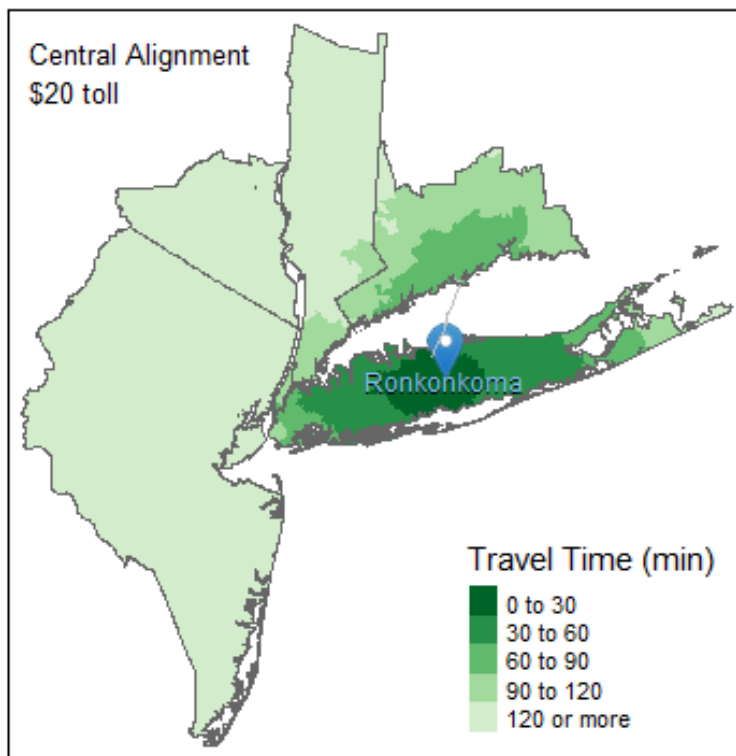 Central Alignment
$20 toll
Ronkonkoma
Travel Time (min)
0 to 30
30 to 60
60 to 90
90 to 120
120 or more